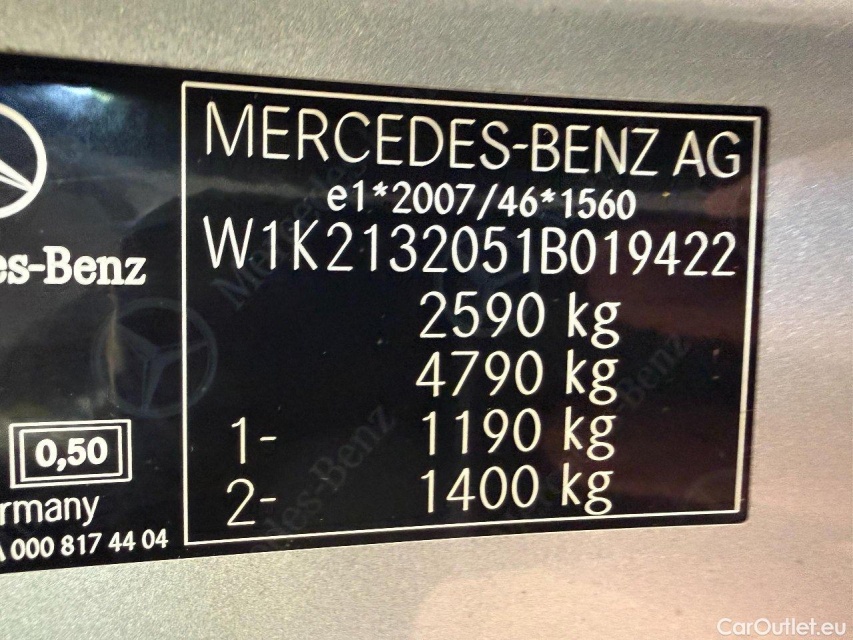 MERCEDES-BENZ AG
e1*2007/46*1560
W1K2132051B019422
es-Benz
2590 kg
4790 kg
1- 1190 kg
0,50
2- 1400 kg
rmany
A 000 817 44 04
CarOutlet.eu